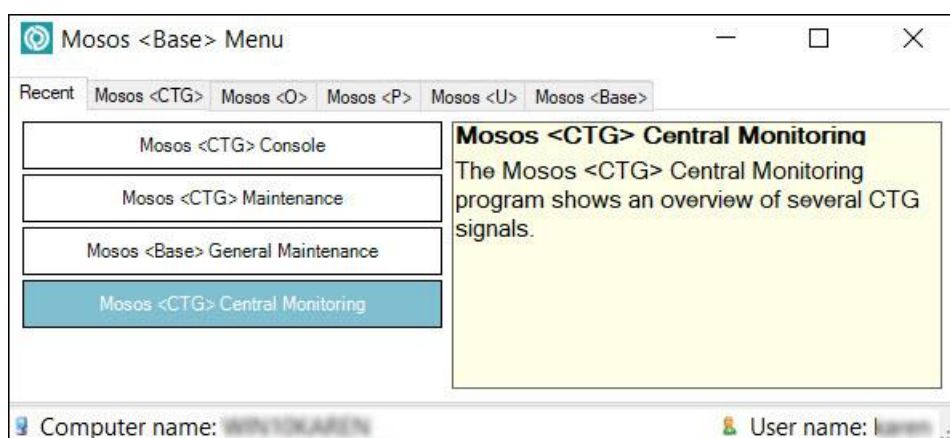 Mosos <Base> Menu
Recent Mosos <CTG> Mosos <O> Mosos <P> Mosos <U> Mosos <Base>
Mosos <CTG> Console
Mosos <CTG> Maintenance
Mosos <Base> General Maintenance
Mosos <CTG> Central Monitoring
Mosos <CTG> Central Monitoring
The Mosos <CTG> Central Monitoring
program shows an overview of several CTG
signals.
Computer name:
User name: